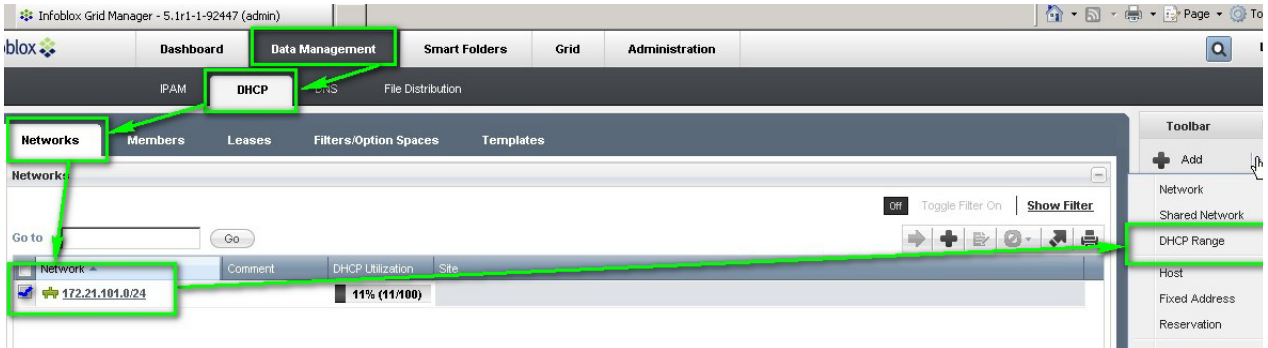 Infoblox Grid Manager - 5.1r1-1-92447 (admin)
Page
To
blox
Dashboard Data Management Smart Folders Grid Administration
IPAM DHCP DNS File Distribution
Networks Members Leases Filters/Option Spaces Templates
Toolbar
Add
Networks
Network
Off Toggle Filter On Show Filter
Shared Network
Go to Go
DHCP Range
Network Comment DHCP Utilization Site
Host
172.21.101.0/24 11% (11/100)
Fixed Address
Reservation